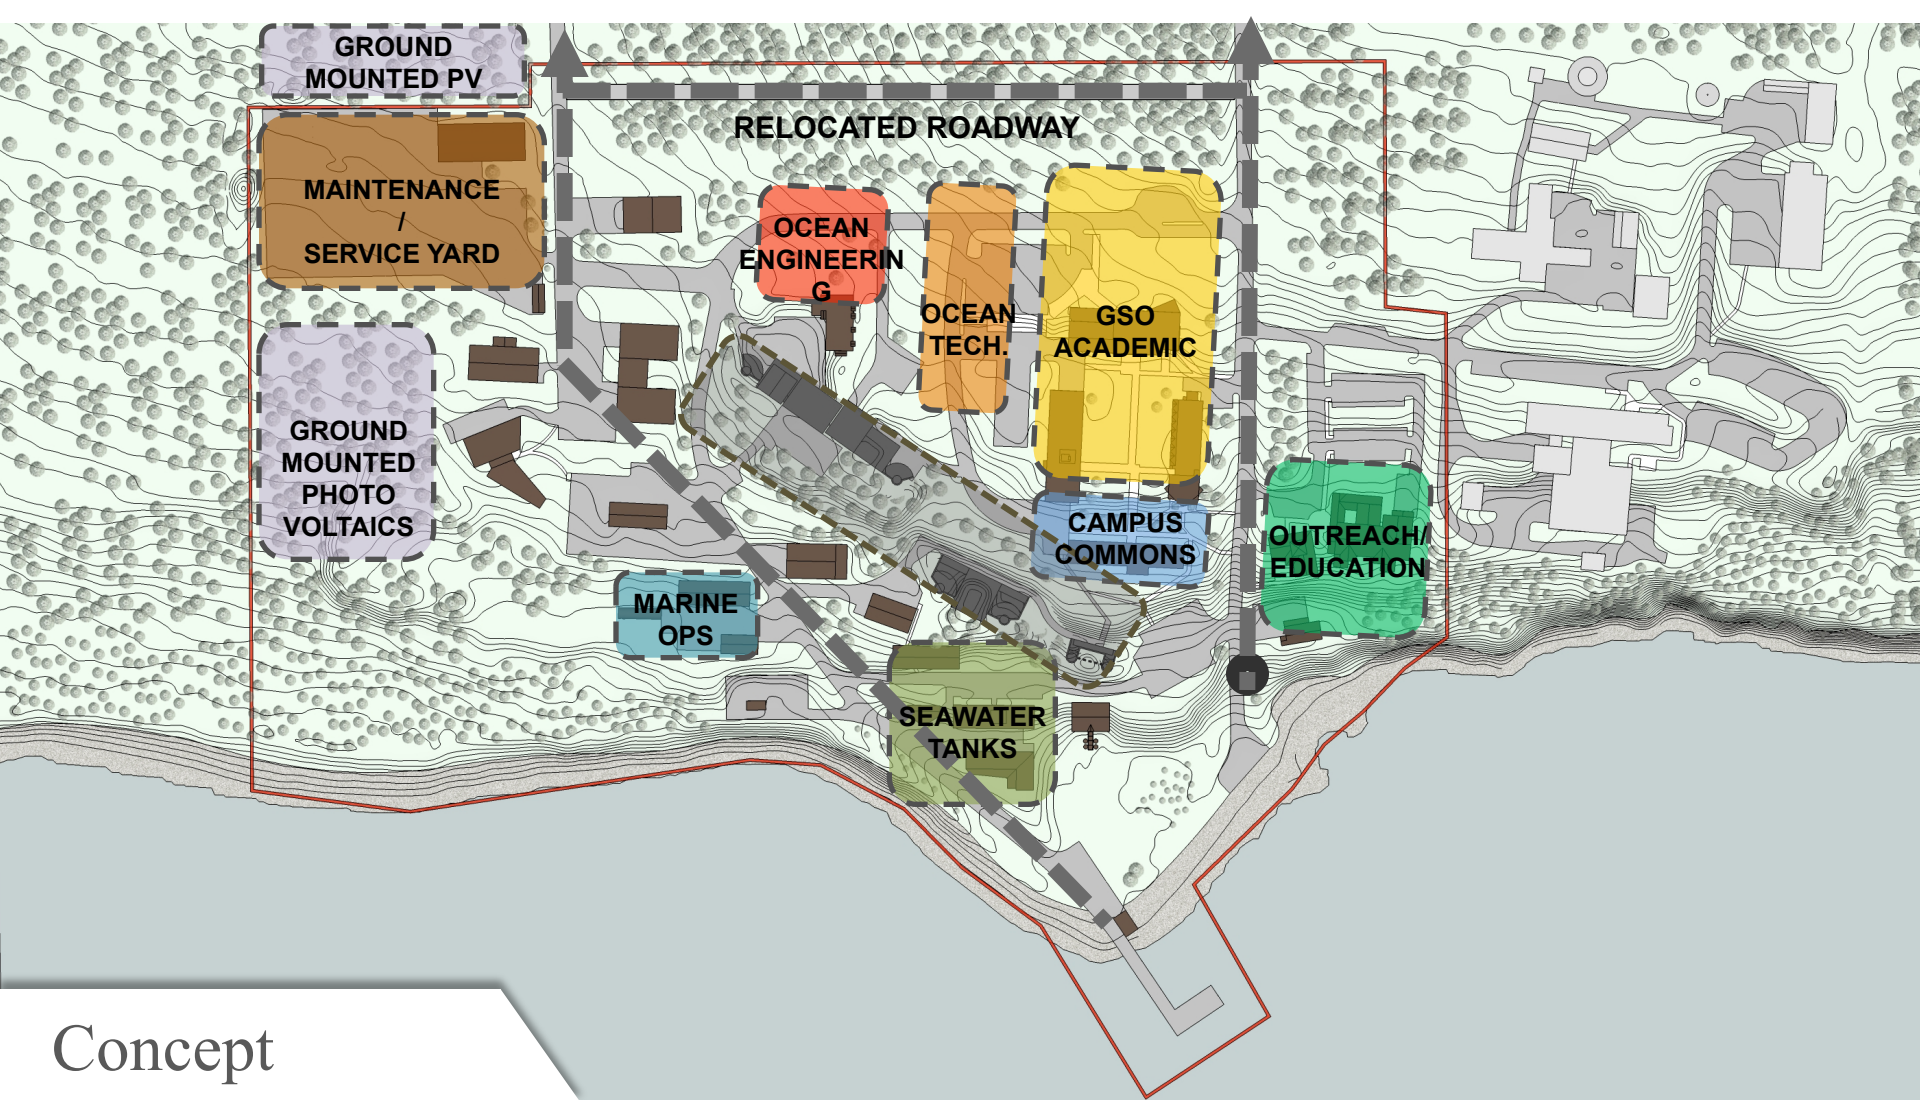 GROUND
MOUNTED PV
RELOCATED ROADWAY
MAINTENANCE
/
SERVICE YARD
OCEAN
ENGINEERIN
G
OCEAN
TECH.
GSO
ACADEMIC
GROUND
MOUNTED
PHOTO
VOLTAICS
CAMPUS
COMMONS
OUTREACH/
EDUCATION
MARINE
OPS
SEAWATER
TANKS
Concept